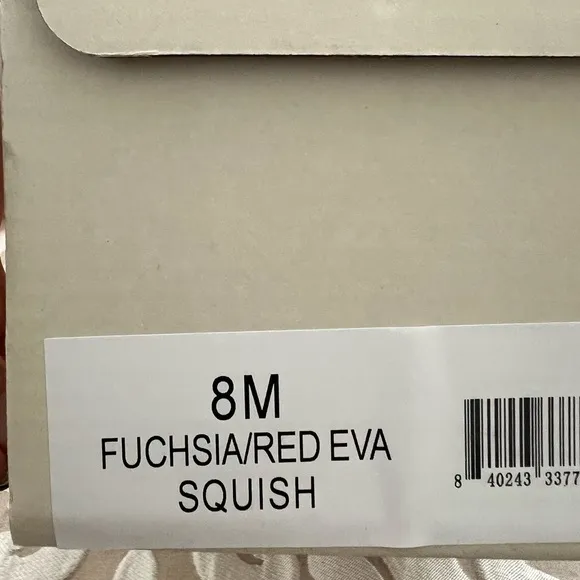 8M
FUCHSIA/RED EVA
SQUISH
8 40243 3377